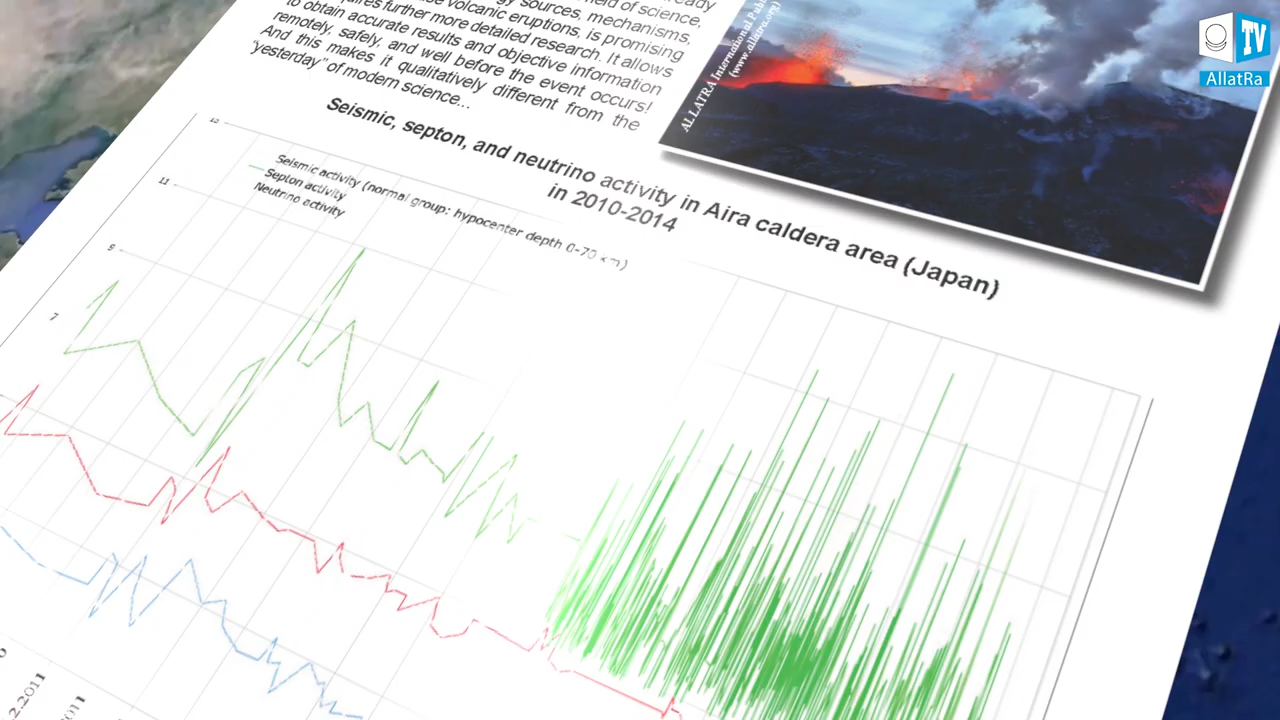 field of science,
sources, mechanisms,
volcanic eruptions, is promising
further more detailed research. It allows
to obtain accurate results and objective information
remotely, safely, and well before the event occurs!
And this makes it qualitatively different from the
"yesterday" of modern science...
ALLATRA International
(www.allatra.org)
TV
AllatRa
Seismic, septon, and neutrino activity in Aira caldera area (Japan)
in 2010-2014
Seismic activity (normal group: hypocenter depth 0-70 km)
Septon activity
Neutrino activity
12
11
9
7
2.2011
2011